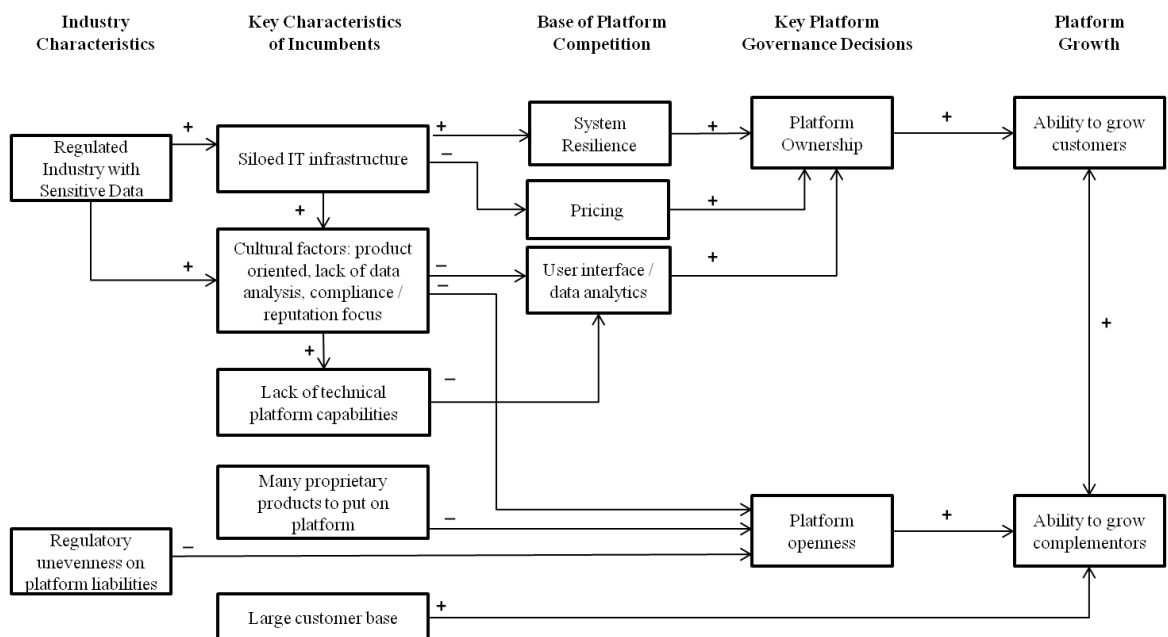 Industry
Characteristics
Key Characteristics
of Incumbents
Base of Platform
Competition
Key Platform
Governance Decisions
Platform
Growth
Regulated
Industry with
Sensitive Data
+
+
Siloed IT infrastructure
+
–
+
Cultural factors: product
oriented, lack of data
analysis, compliance /
reputation focus
–
–
+
Lack of technical
platform capabilities
–
Many proprietary
products to put on
platform
–
Regulatory
unevenness on
platform liabilities
–
Large customer base
+
System
Resilience
+
Pricing
+
User interface /
data analytics
+
Platform
Ownership
+
Platform
openness
+
Ability to grow
customers
+
Ability to grow
complementors